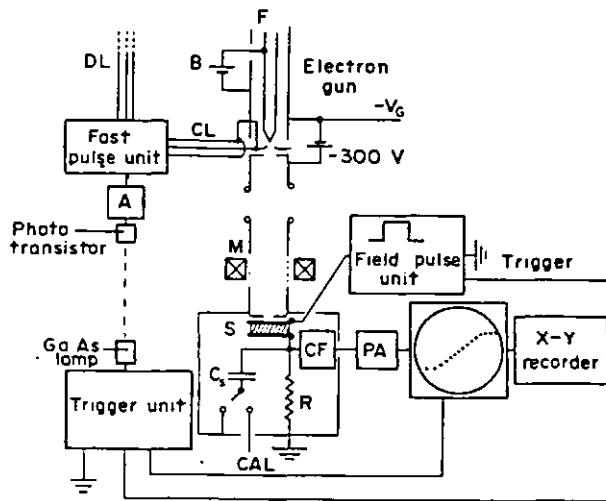 F
DL
B
Electron
gun
-V_G
CL
Fast
pulse unit
-300 V
A
Photo
transistor
M
Field pulse
unit
Trigger
Ga As
lamp
S
CF
PA
X-Y
recorder
C_s
R
Trigger unit
CAL